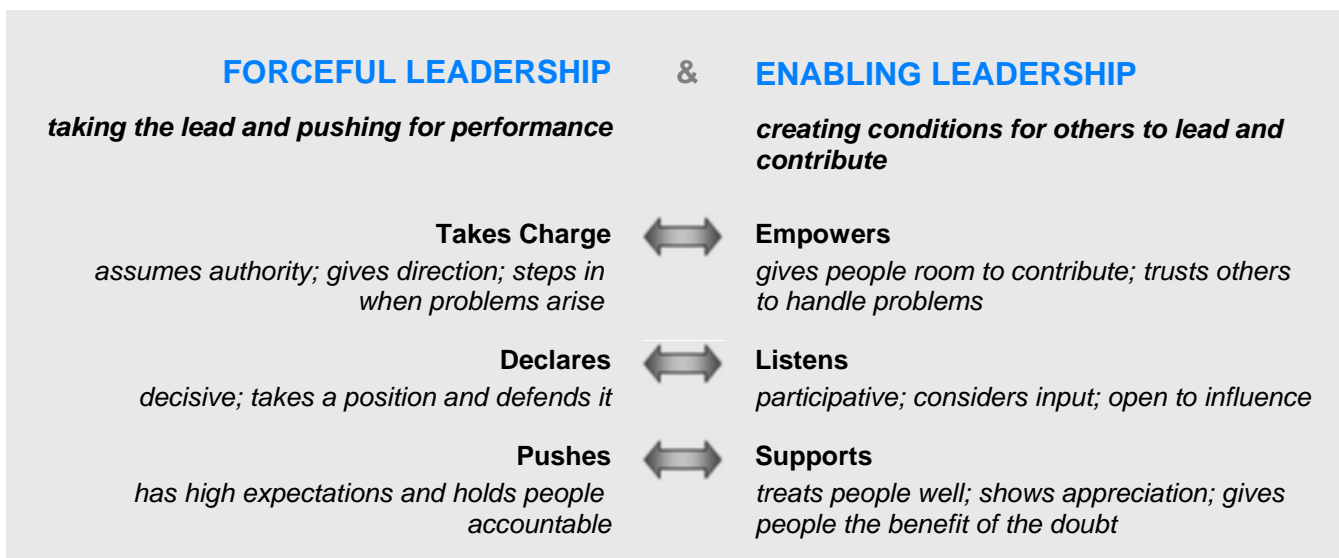 FORCEFUL LEADERSHIP & ENABLING LEADERSHIP
taking the lead and pushing for performance
creating conditions for others to lead and
contribute
Takes Charge
assumes authority; gives direction; steps in
when problems arise
Empowers
gives people room to contribute; trusts others
to handle problems
Declares
decisive; takes a position and defends it
Listens
participative; considers input; open to influence
Pushes
has high expectations and holds people
accountable
Supports
treats people well; shows appreciation; gives
people the benefit of the doubt